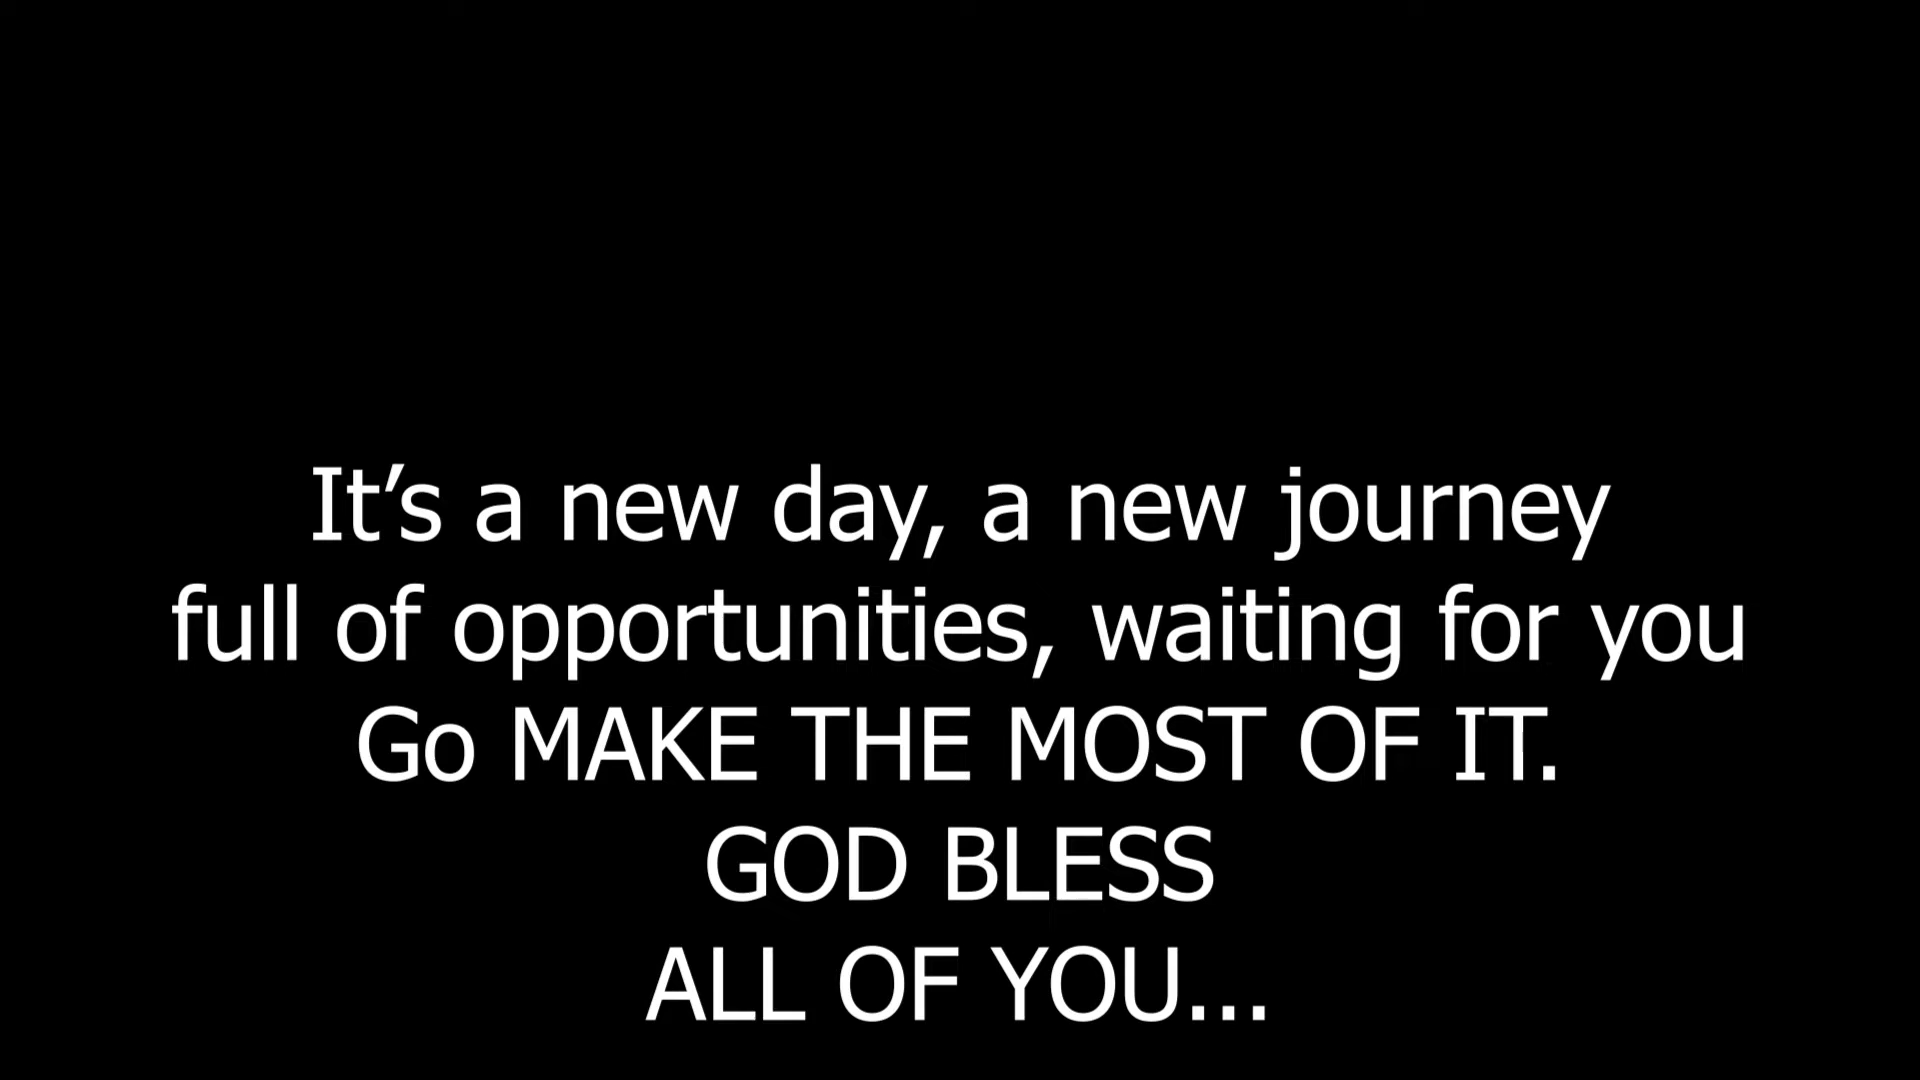 It’s a new day, a new journey
full of opportunities, waiting for you
Go MAKE THE MOST OF IT.
GOD BLESS
ALL OF YOU...